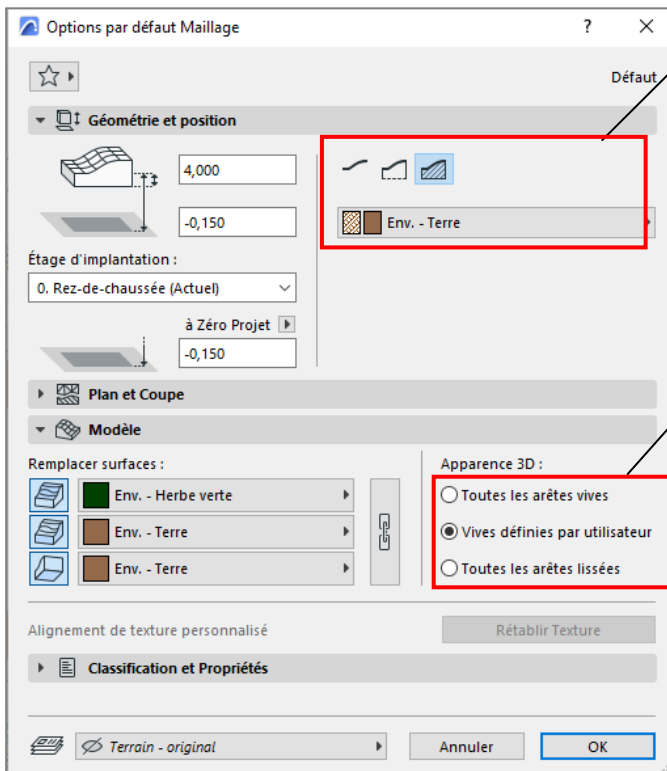 Options par défaut Maillage
?
Défaut
Géométrie et position
4,000
-0,150
Env. - Terre
Étage d'implantation :
0. Rez-de-chaussée (Actuel)
à Zéro Projet
-0,150
Plan et Coupe
Modèle
Remplacer surfaces :
Apparence 3D :
Env. - Herbe verte
Toutes les arêtes vives
Env. - Terre
Vives définies par utilisateur
Env. - Terre
Toutes les arêtes lissées
Alignement de texture personnalisé
Rétablir Texture
Classification et Propriétés
Terrain - original
Annuler
OK